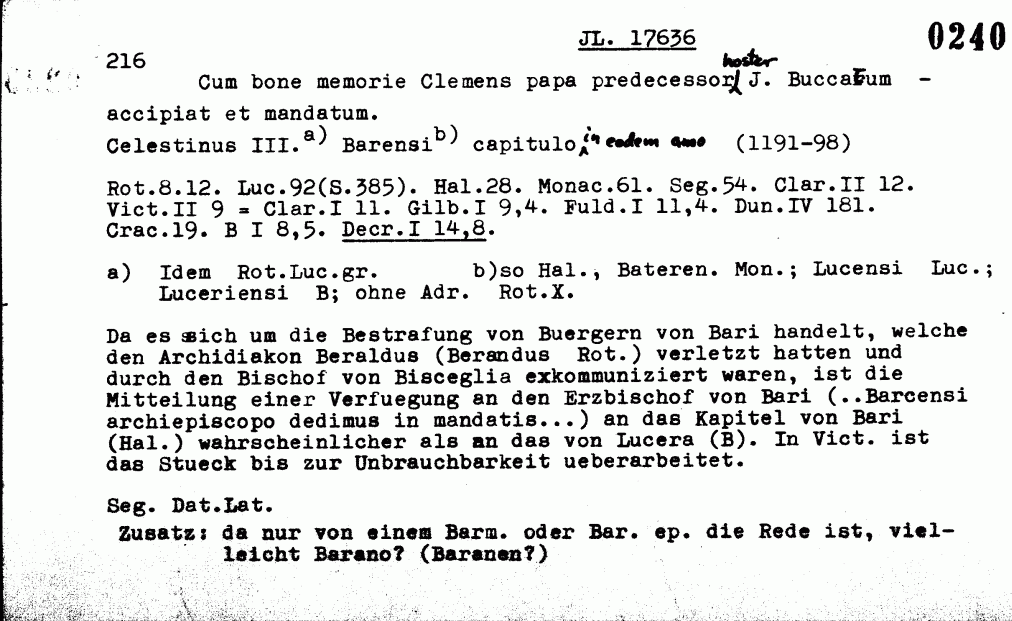 JL. 17636 0240
216
Cum bone memorie Clemens papa predecessor noster J. Buccarum -
accipiat et mandatum.
Celestinus III.a) Barensib) capitulo, in eodem anno (1191-98)
Rot.8.12. Luc.92(S.385). Hal.28. Monac.61. Seg.54. Clar.II 12.
Vict.II 9 = Clar.I 11. Gilb.I 9,4. Fuld.I 11,4. Dun.IV 181.
Crac.19. B I 8,5. Decr.I 14,8.
a) Idem Rot.Luc.gr. b)so Hal., Bateren. Mon.; Lucensi Luc.;
Luceriensi B; ohne Adr. Rot.X.
Da es sich um die Bestrafung von Buergern von Bari handelt, welche
den Archidiakon Beraldus (Berandus Rot.) verletzt hatten und
durch den Bischof von Bisceglia exkommuniziert waren, ist die
Mitteilung einer Verfuegung an den Erzbischof von Bari (..Barcensi
archiepiscopo dedimus in mandatis...) an das Kapitel von Bari
(Hal.) wahrscheinlicher als an das von Lucera (B). In Vict. ist
das Stueck bis zur Unbrauchbarkeit ueberarbeitet.
Seg. Dat.Lat.
Zusatz: da nur von einem Barm. oder Bar. ep. die Rede ist, viel-
leicht Barano? (Baranen?)